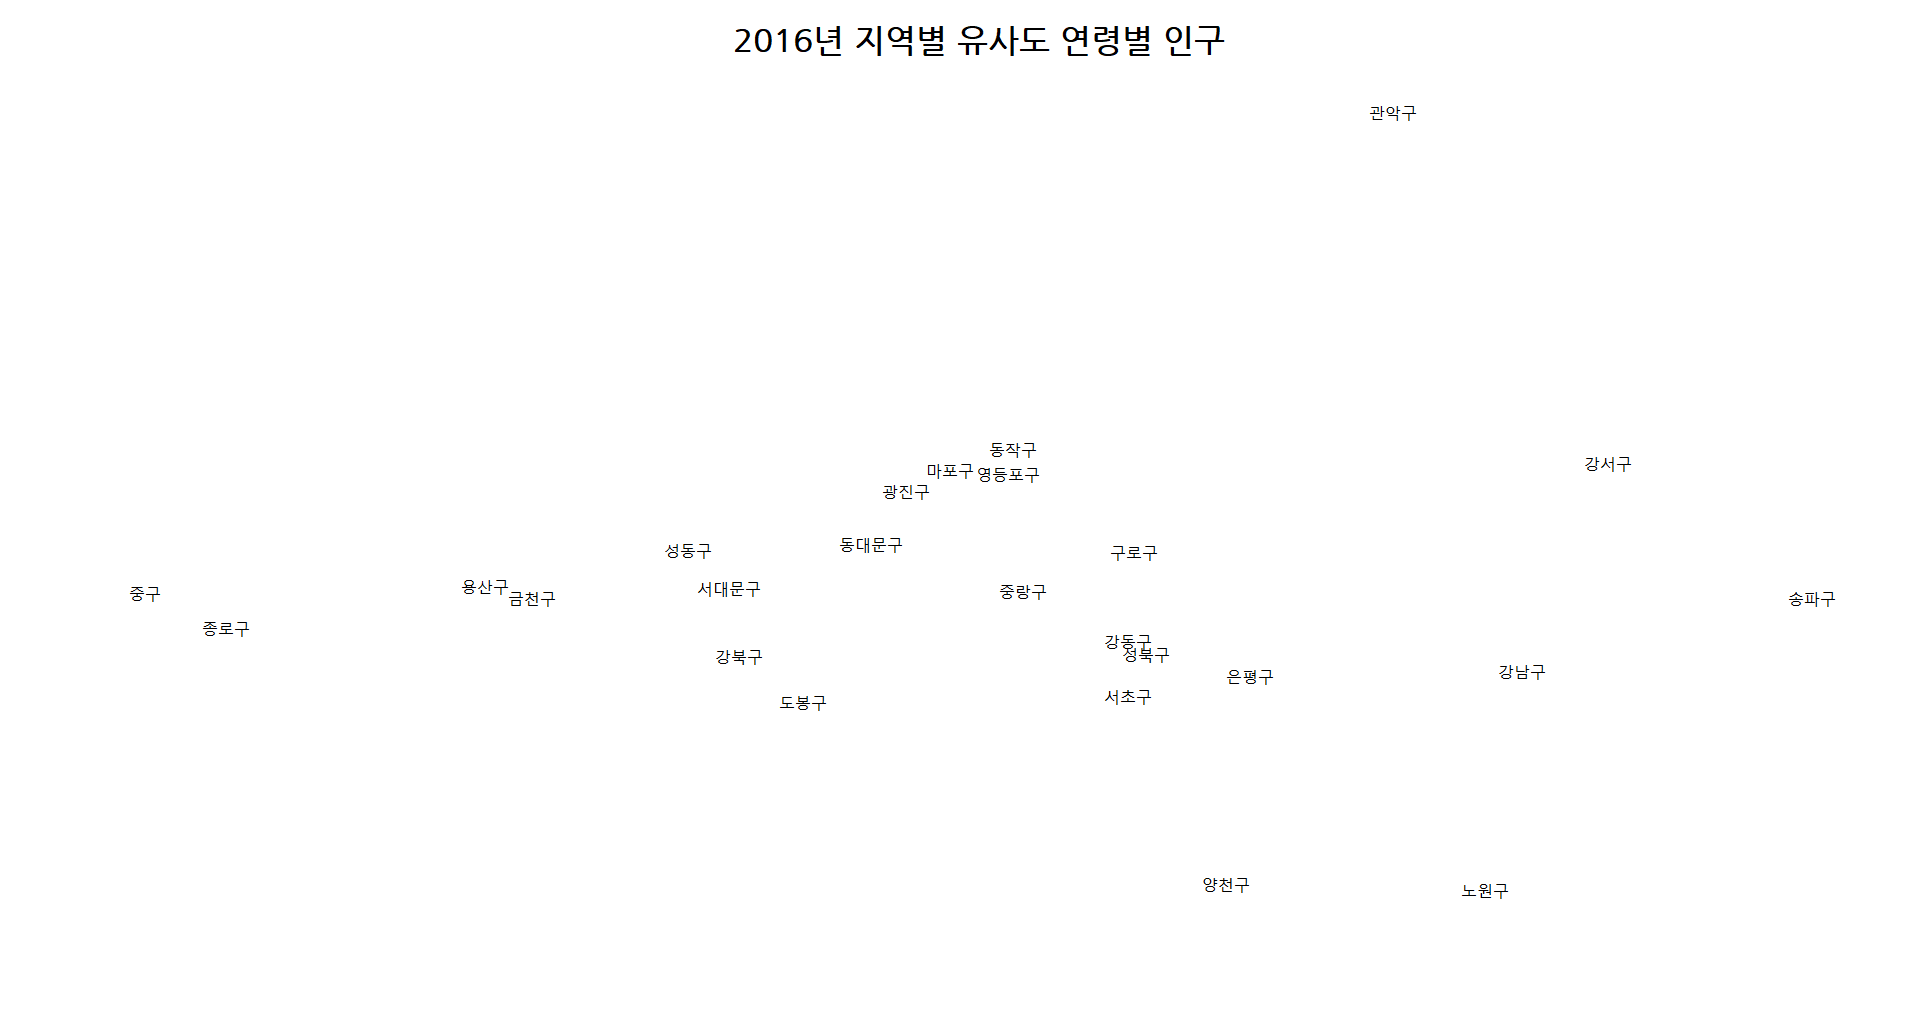 2016년 지역별 유사도 연령별 인구
관악구
동작구
강서구
마포구
영등포구
광진구
동대문구
성동구
구로구
용산구
서대문구
중랑구
중구
금천구
송파구
종로구
강동구
성북구
강북구
강남구
은평구
서초구
도봉구
양천구
노원구